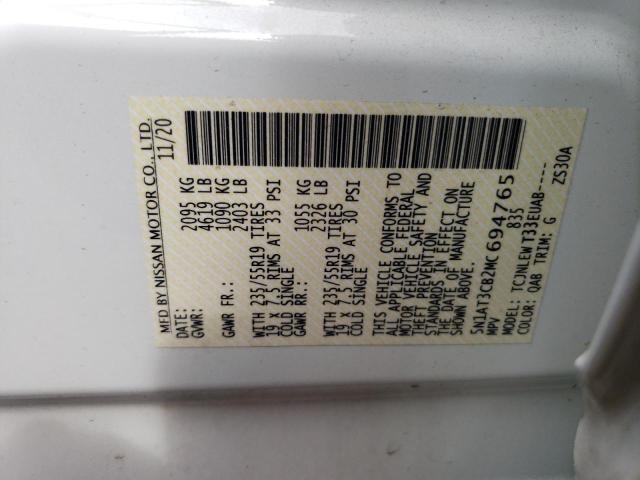 MFD BY NISSAN MOTOR CO., LTD.
DATE: 11/20
GVWR: 2095 KG
4619 LB
GAWR FR.: 1090 KG
2403 LB
WITH 235/55R19 TIRES
19 x 7.5 RIMS AT 33 PSI
COLD SINGLE
GAWR RR.: 1055 KG
2326 LB
WITH 235/55R19 TIRES
19 x 7.5 RIMS AT 30 PSI
COLD SINGLE
THIS VEHICLE CONFORMS TO
ALL APPLICABLE FEDERAL
MOTOR VEHICLE SAFETY AND
THEFT PREVENTION
STANDARDS IN EFFECT ON
THE DATE OF MANUFACTURE
SHOWN ABOVE.
5N1AT3CB2MC694765
MPV 835
MODEL: TCJNLEWT33EUAB-----
COLOR: QAB TRIM: G ZS30A